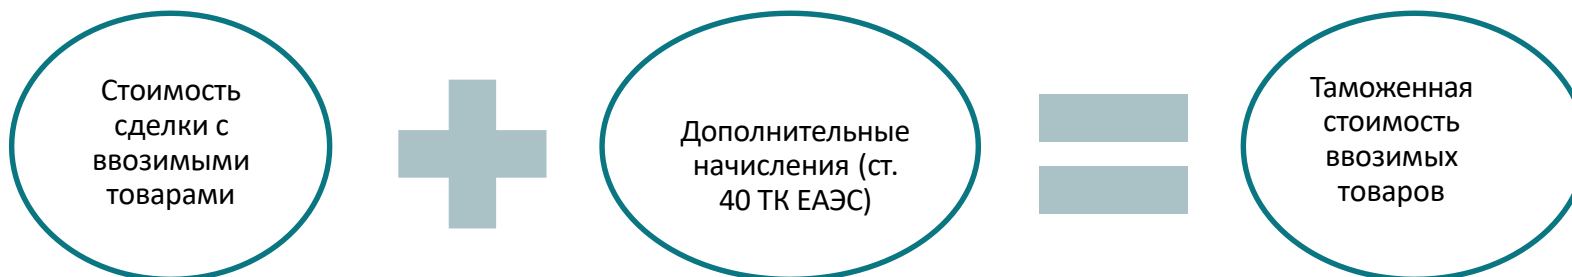 Стоимость
сделки с
ввозимыми
товарами
Дополнительные
начисления (ст.
40 ТК ЕАЭС)
Таможенная
стоимость
ввозимых
товаров